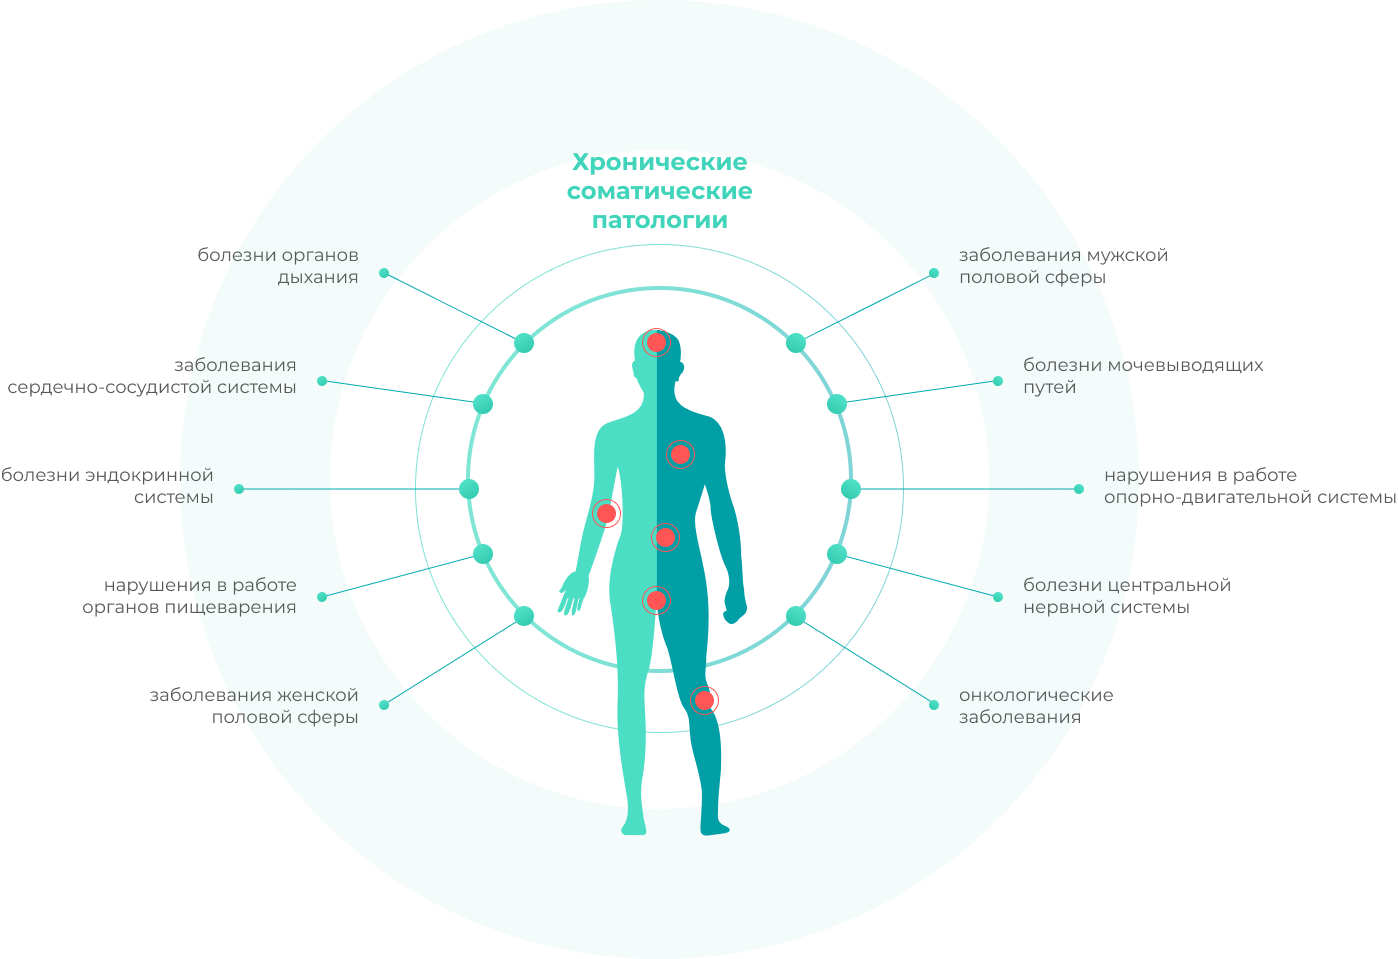 Хронические
соматические
патологии
болезни органов
дыхания
заболевания
сердечно-сосудистой системы
болезни эндокринной
системы
нарушения в работе
органов пищеварения
заболевания женской
половой сферы
заболевания мужской
половой сферы
болезни мочевыводящих
путей
нарушения в работе
опорно-двигательной системы
болезни центральной
нервной системы
онкологические
заболевания